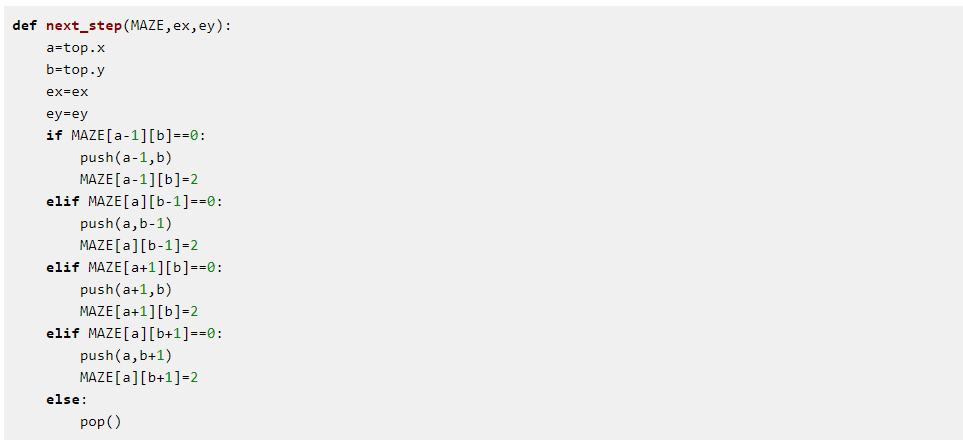 def next_step(MAZE,ex,ey):
    a=top.x
    b=top.y
    ex=ex
    ey=ey
    if MAZE[a-1][b]==0:
        push(a-1,b)
        MAZE[a-1][b]=2
    elif MAZE[a][b-1]==0:
        push(a,b-1)
        MAZE[a][b-1]=2
    elif MAZE[a+1][b]==0:
        push(a+1,b)
        MAZE[a+1][b]=2
    elif MAZE[a][b+1]==0:
        push(a,b+1)
        MAZE[a][b+1]=2
    else:
        pop()